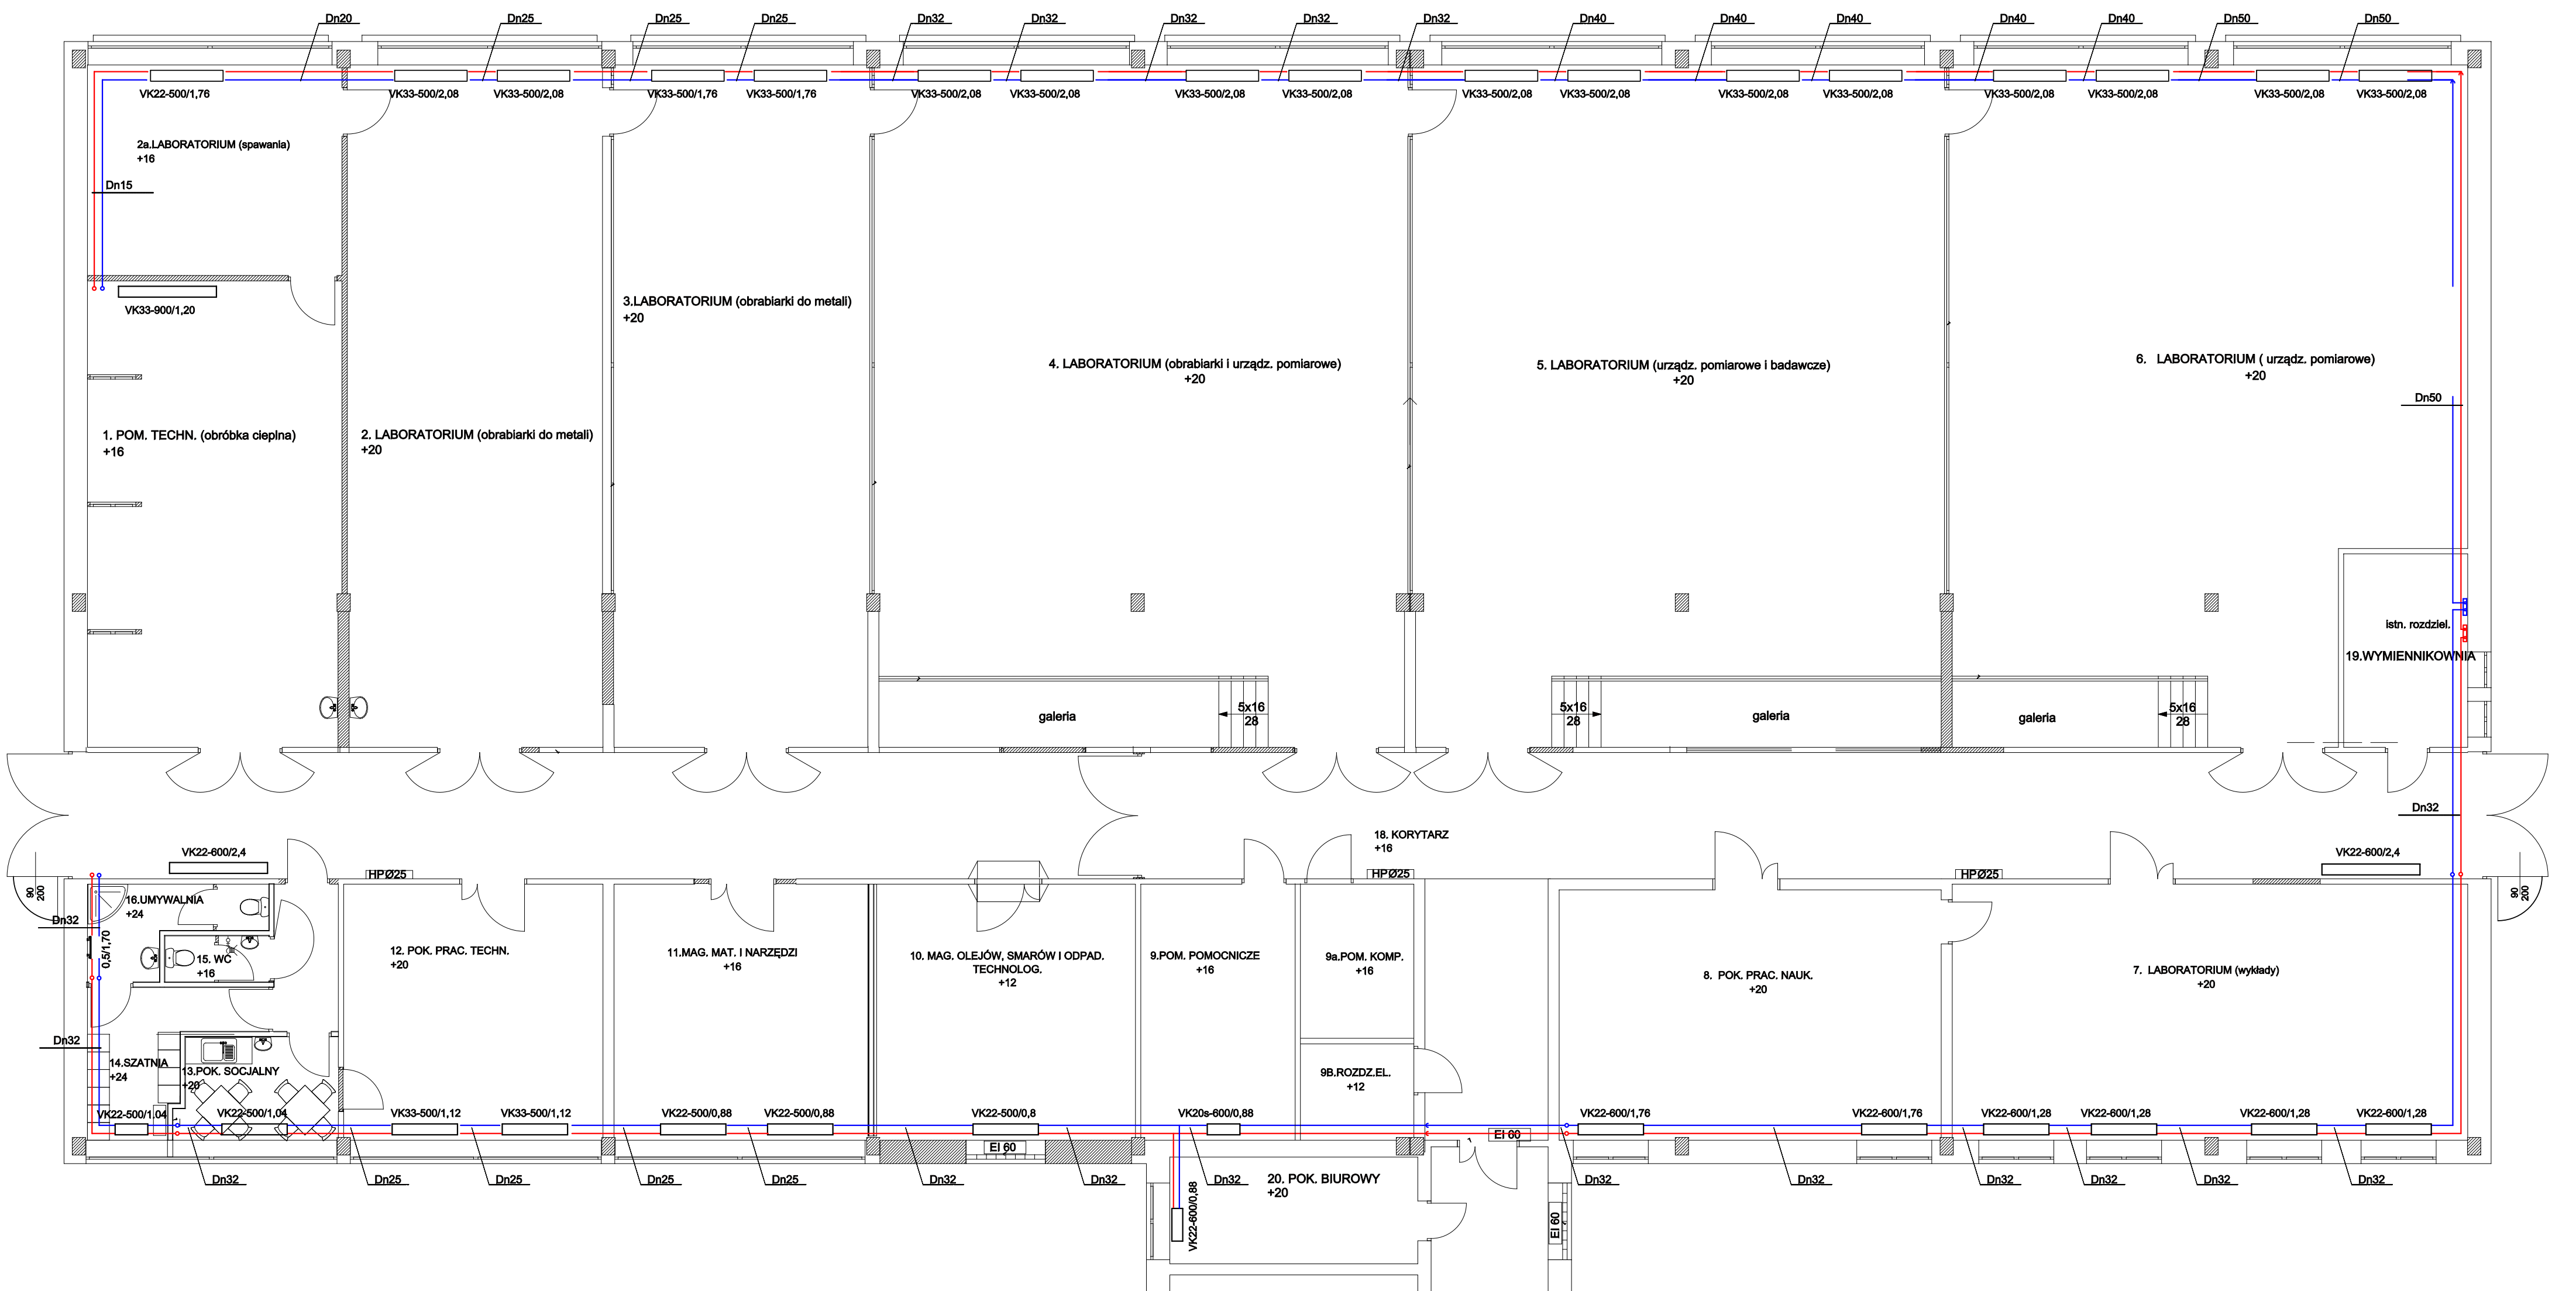 Dn20
Dn25
Dn25
Dn25
Dn32
Dn32
Dn32
Dn32
Dn32
Dn40
Dn40
Dn40
Dn40
Dn40
Dn50
Dn50
VK22-500/1,76
VK33-500/2,08
VK33-500/2,08
VK33-500/1,76
VK33-500/1,76
VK33-500/2,08
VK33-500/2,08
VK33-500/2,08
VK33-500/2,08
VK33-500/2,08
VK33-500/2,08
VK33-500/2,08
VK33-500/2,08
VK33-500/2,08
VK33-500/2,08
VK33-500/2,08
VK33-500/2,08
2a.LABORATORIUM (spawania)
+16
Dn15
VK33-900/1,20
3.LABORATORIUM (obrabiarki do metali)
+20
4. LABORATORIUM (obrabiarki i urządz. pomiarowe)
+20
5. LABORATORIUM (urządz. pomiarowe i badawcze)
+20
6. LABORATORIUM ( urządz. pomiarowe)
+20
Dn50
1. POM. TECHN. (obróbka cieplna)
+16
2. LABORATORIUM (obrabiarki do metali)
+20
istn. rozdziel.
19.WYMIENNIKOWNIA
galeria
5x16
28
5x16
28
galeria
galeria
5x16
28
Dn32
18. KORYTARZ
+16
VK22-600/2,4
VK22-600/2,4
HPØ25
HPØ25
HPØ25
90
200
90
200
16.UMYWALNIA
+24
Dn32
0,5/1,70
15. WC
+16
12. POK. PRAC. TECHN.
+20
11.MAG. MAT. I NARZĘDZI
+16
10. MAG. OLEJÓW, SMARÓW I ODPAD.
TECHNOLOG.
+12
9.POM. POMOCNICZE
+16
9a.POM. KOMP.
+16
8. POK. PRAC. NAUK.
+20
7. LABORATORIUM (wykłady)
+20
Dn32
14.SZATNIA
+24
13.POK. SOCJALNY
+20
9B.ROZDZ.EL.
+12
VK22-500/1,04
VK22-500/1,04
VK33-500/1,12
VK33-500/1,12
VK22-500/0,88
VK22-500/0,88
VK22-500/0,8
VK20s-600/0,88
VK22-600/1,76
VK22-600/1,76
VK22-600/1,28
VK22-600/1,28
VK22-600/1,28
VK22-600/1,28
EI 60
EI 60
Dn32
Dn25
Dn25
Dn25
Dn25
Dn32
Dn32
Dn32
20. POK. BIUROWY
+20
Dn32
Dn32
Dn32
Dn32
Dn32
Dn32
VK22-600/0,88
EI 60